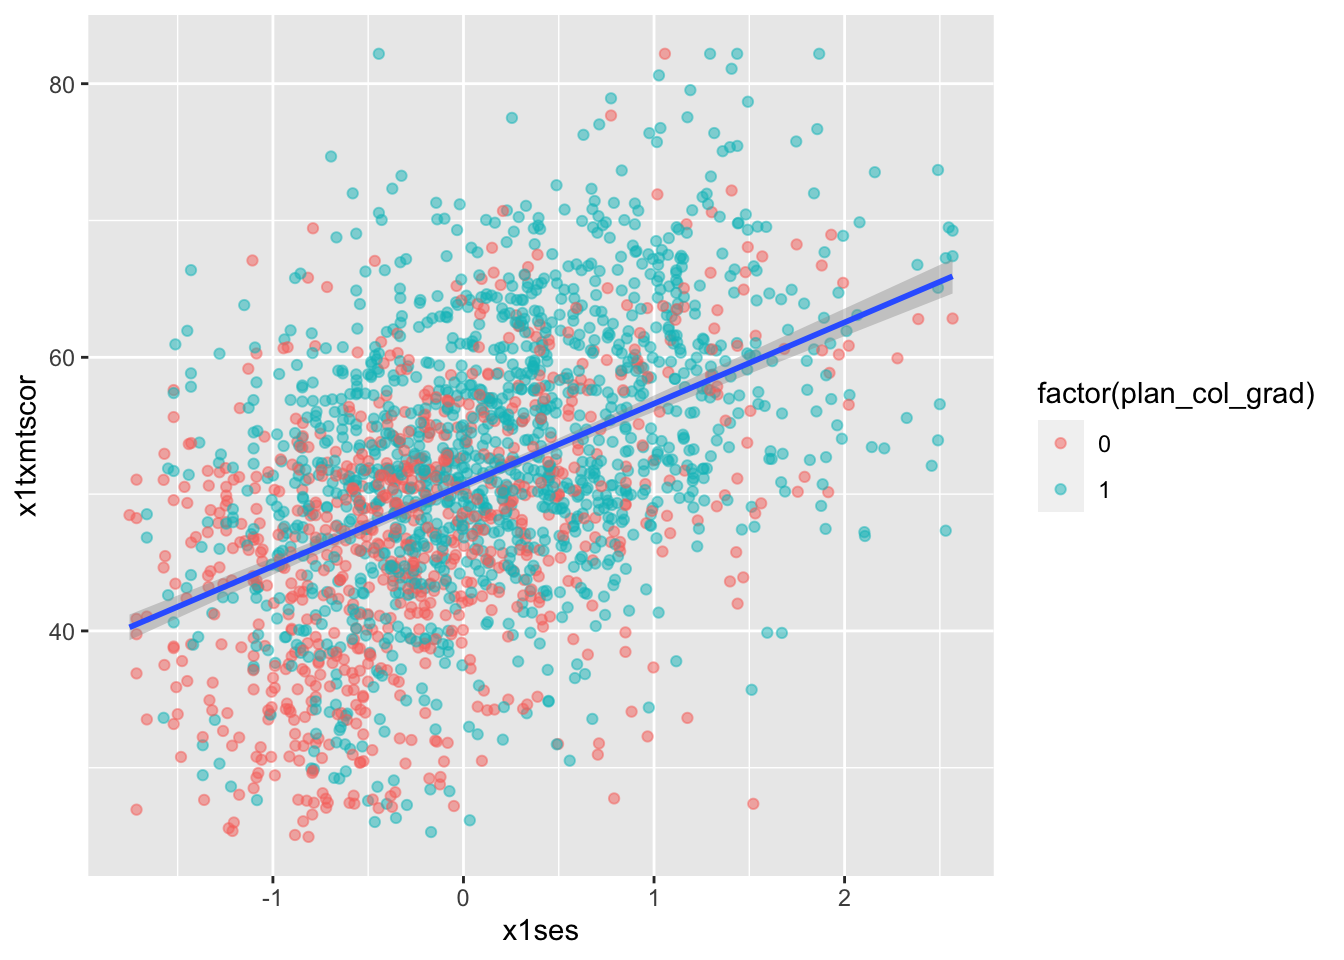 80
60
40
x1txmtscor
-1 0 1 2
x1ses
factor(plan_col_grad)
0
1